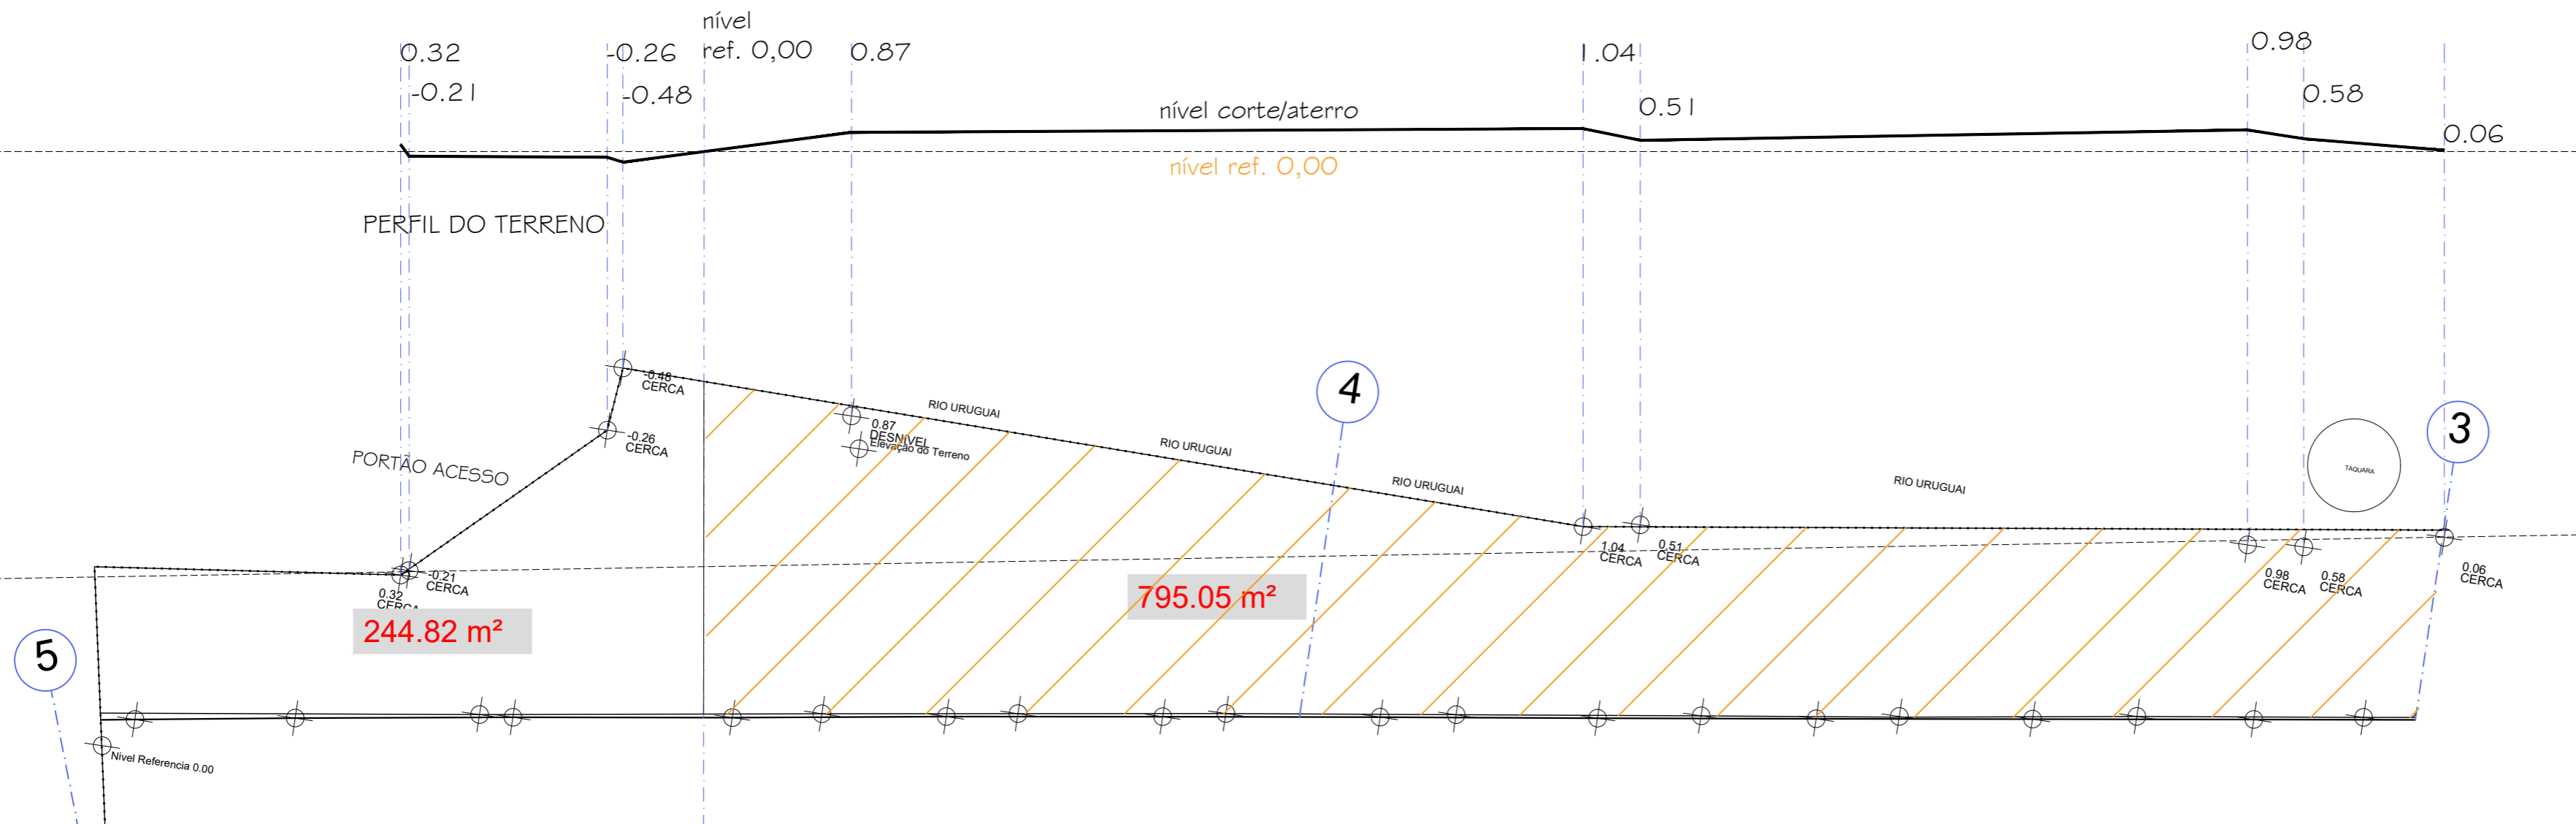 nível
ref. 0,00
0.32
-0.21
-0.26
-0.48
0.87
1.04
0.51
0.98
0.58
0.06
nível corte/aterro
nível ref. 0,00
PERFIL DO TERRENO
-0.48
CERCA
-0.26
CERCA
PORTÃO ACESSO
0.87
DESNIVEL
Elevação do Terreno
RIO URUGUAI
RIO URUGUAI
RIO URUGUAI
RIO URUGUAI
4
3
TAQUARA
-0.21
CERCA
0.32
CERCA
1.04
CERCA
0.51
CERCA
0.98
CERCA
0.58
CERCA
0.06
CERCA
244.82 m²
795.05 m²
5
Nivel Referencia 0.00